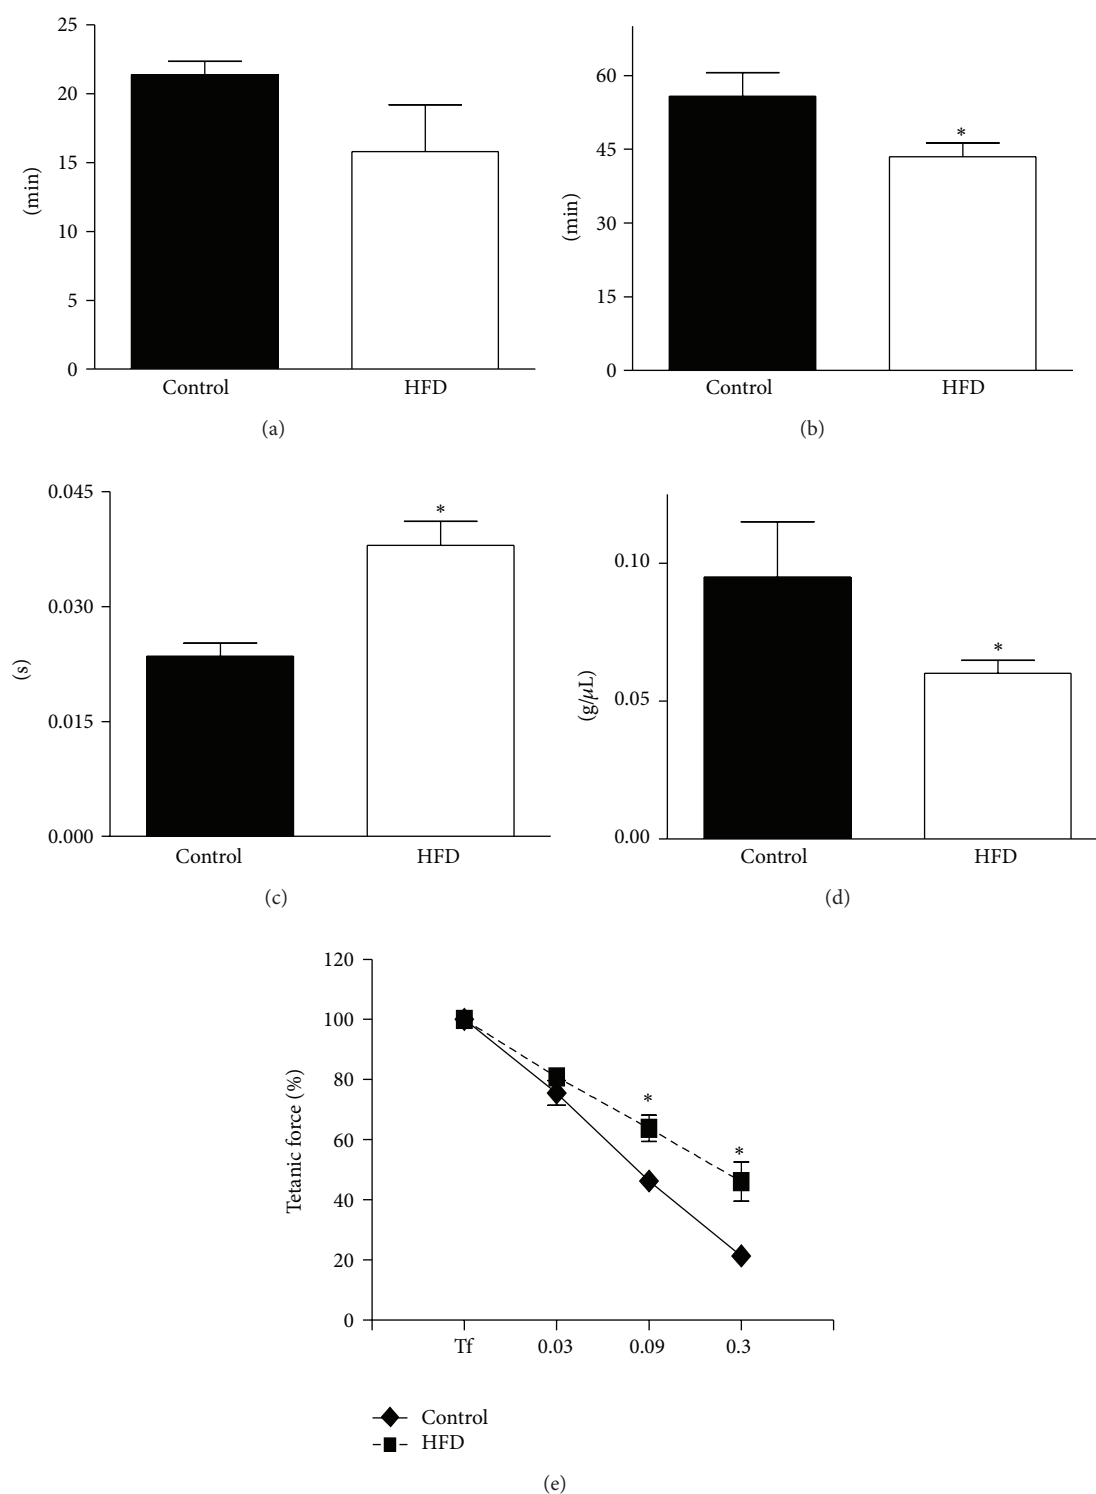 25
20
15
10
5
0
(min)
Control
HFD
(a)
60
45
30
15
0
(min)
*
Control
HFD
(b)
0.045
0.030
0.015
0.000
(s)
*
Control
HFD
(c)
0.10
0.05
0.00
(g/μL)
*
Control
HFD
(d)
120
100
80
60
40
20
0
Tetanic force (%)
*
*
Tf
0.03
0.09
0.3
Control
HFD
(e)